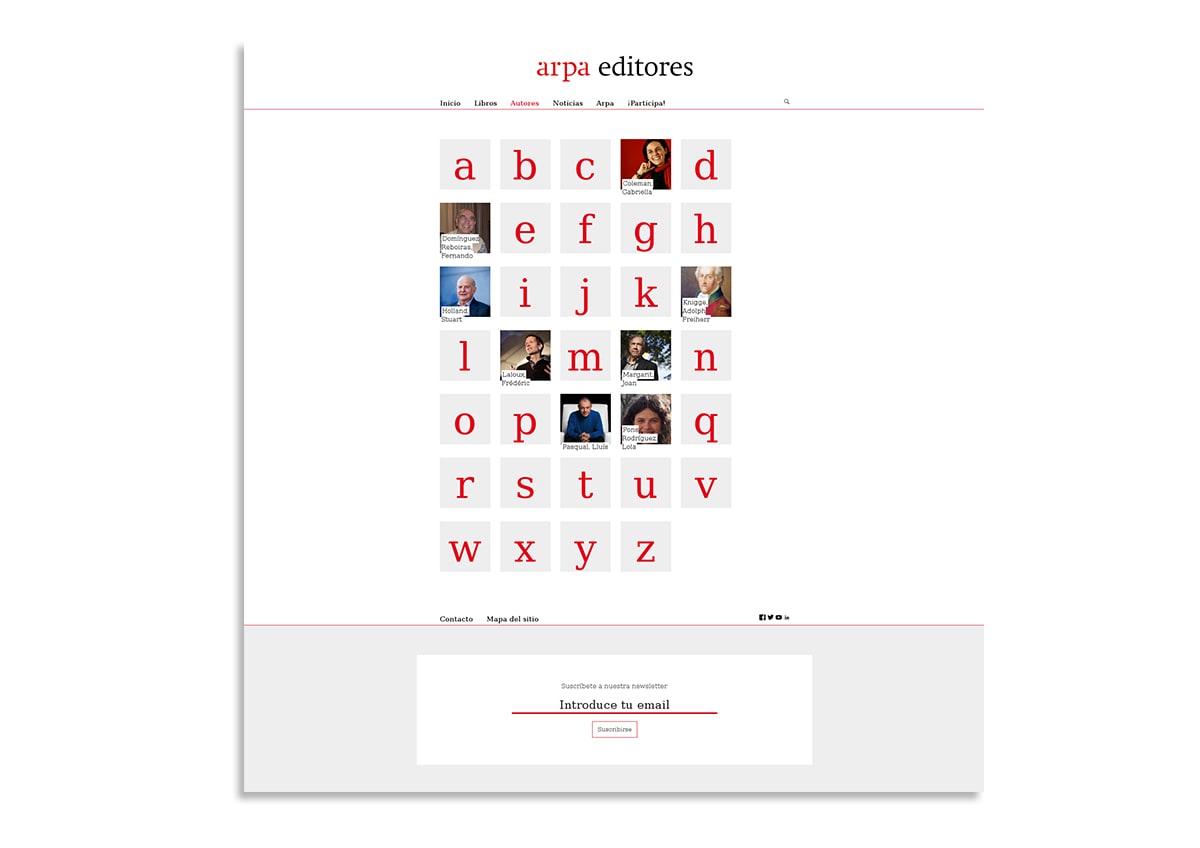 arpa editores
Inicio Libros Autores Noticias Arpa ¡Participa!
a b c
Coleman,
Gabriella
d
Domínguez
Reboiras,
Fernando
e f g h
Holland,
Stuart
i j k
Knigge,
Adolph
Freiherr
l
Laloux,
Frédéric
m
Margarit,
Joan
n
o p
Pasqual, Lluís
Pons
Rodríguez,
Lola
q
r s t u v
w x y z
Contacto Mapa del sitio
Suscríbete a nuestra newsletter
Introduce tu email
Suscribirse